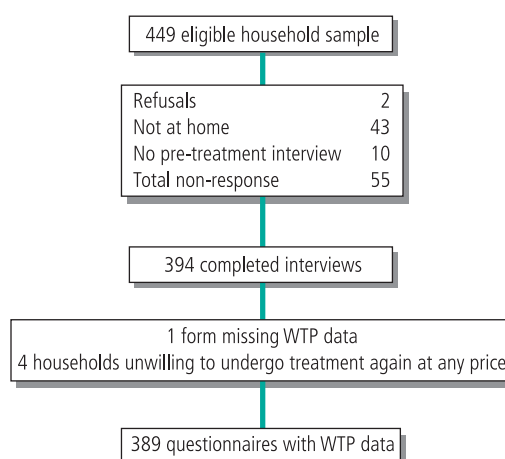 449 eligible household sample
Refusals 2
Not at home 43
No pre-treatment interview 10
Total non-response 55
394 completed interviews
1 form missing WTP data
4 households unwilling to undergo treatment again at any price
389 questionnaires with WTP data